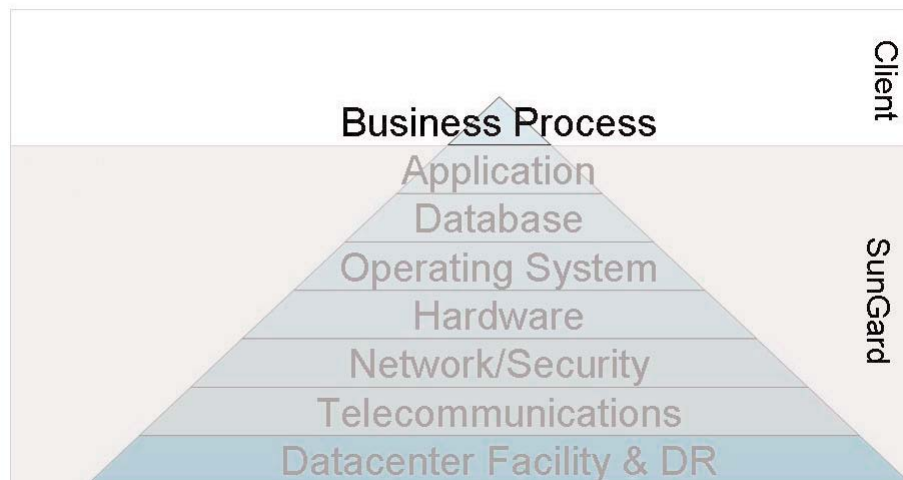 Client
Business Process
Application
Database
Operating System
Hardware
Network/Security
Telecommunications
Datacenter Facility & DR
SunGard